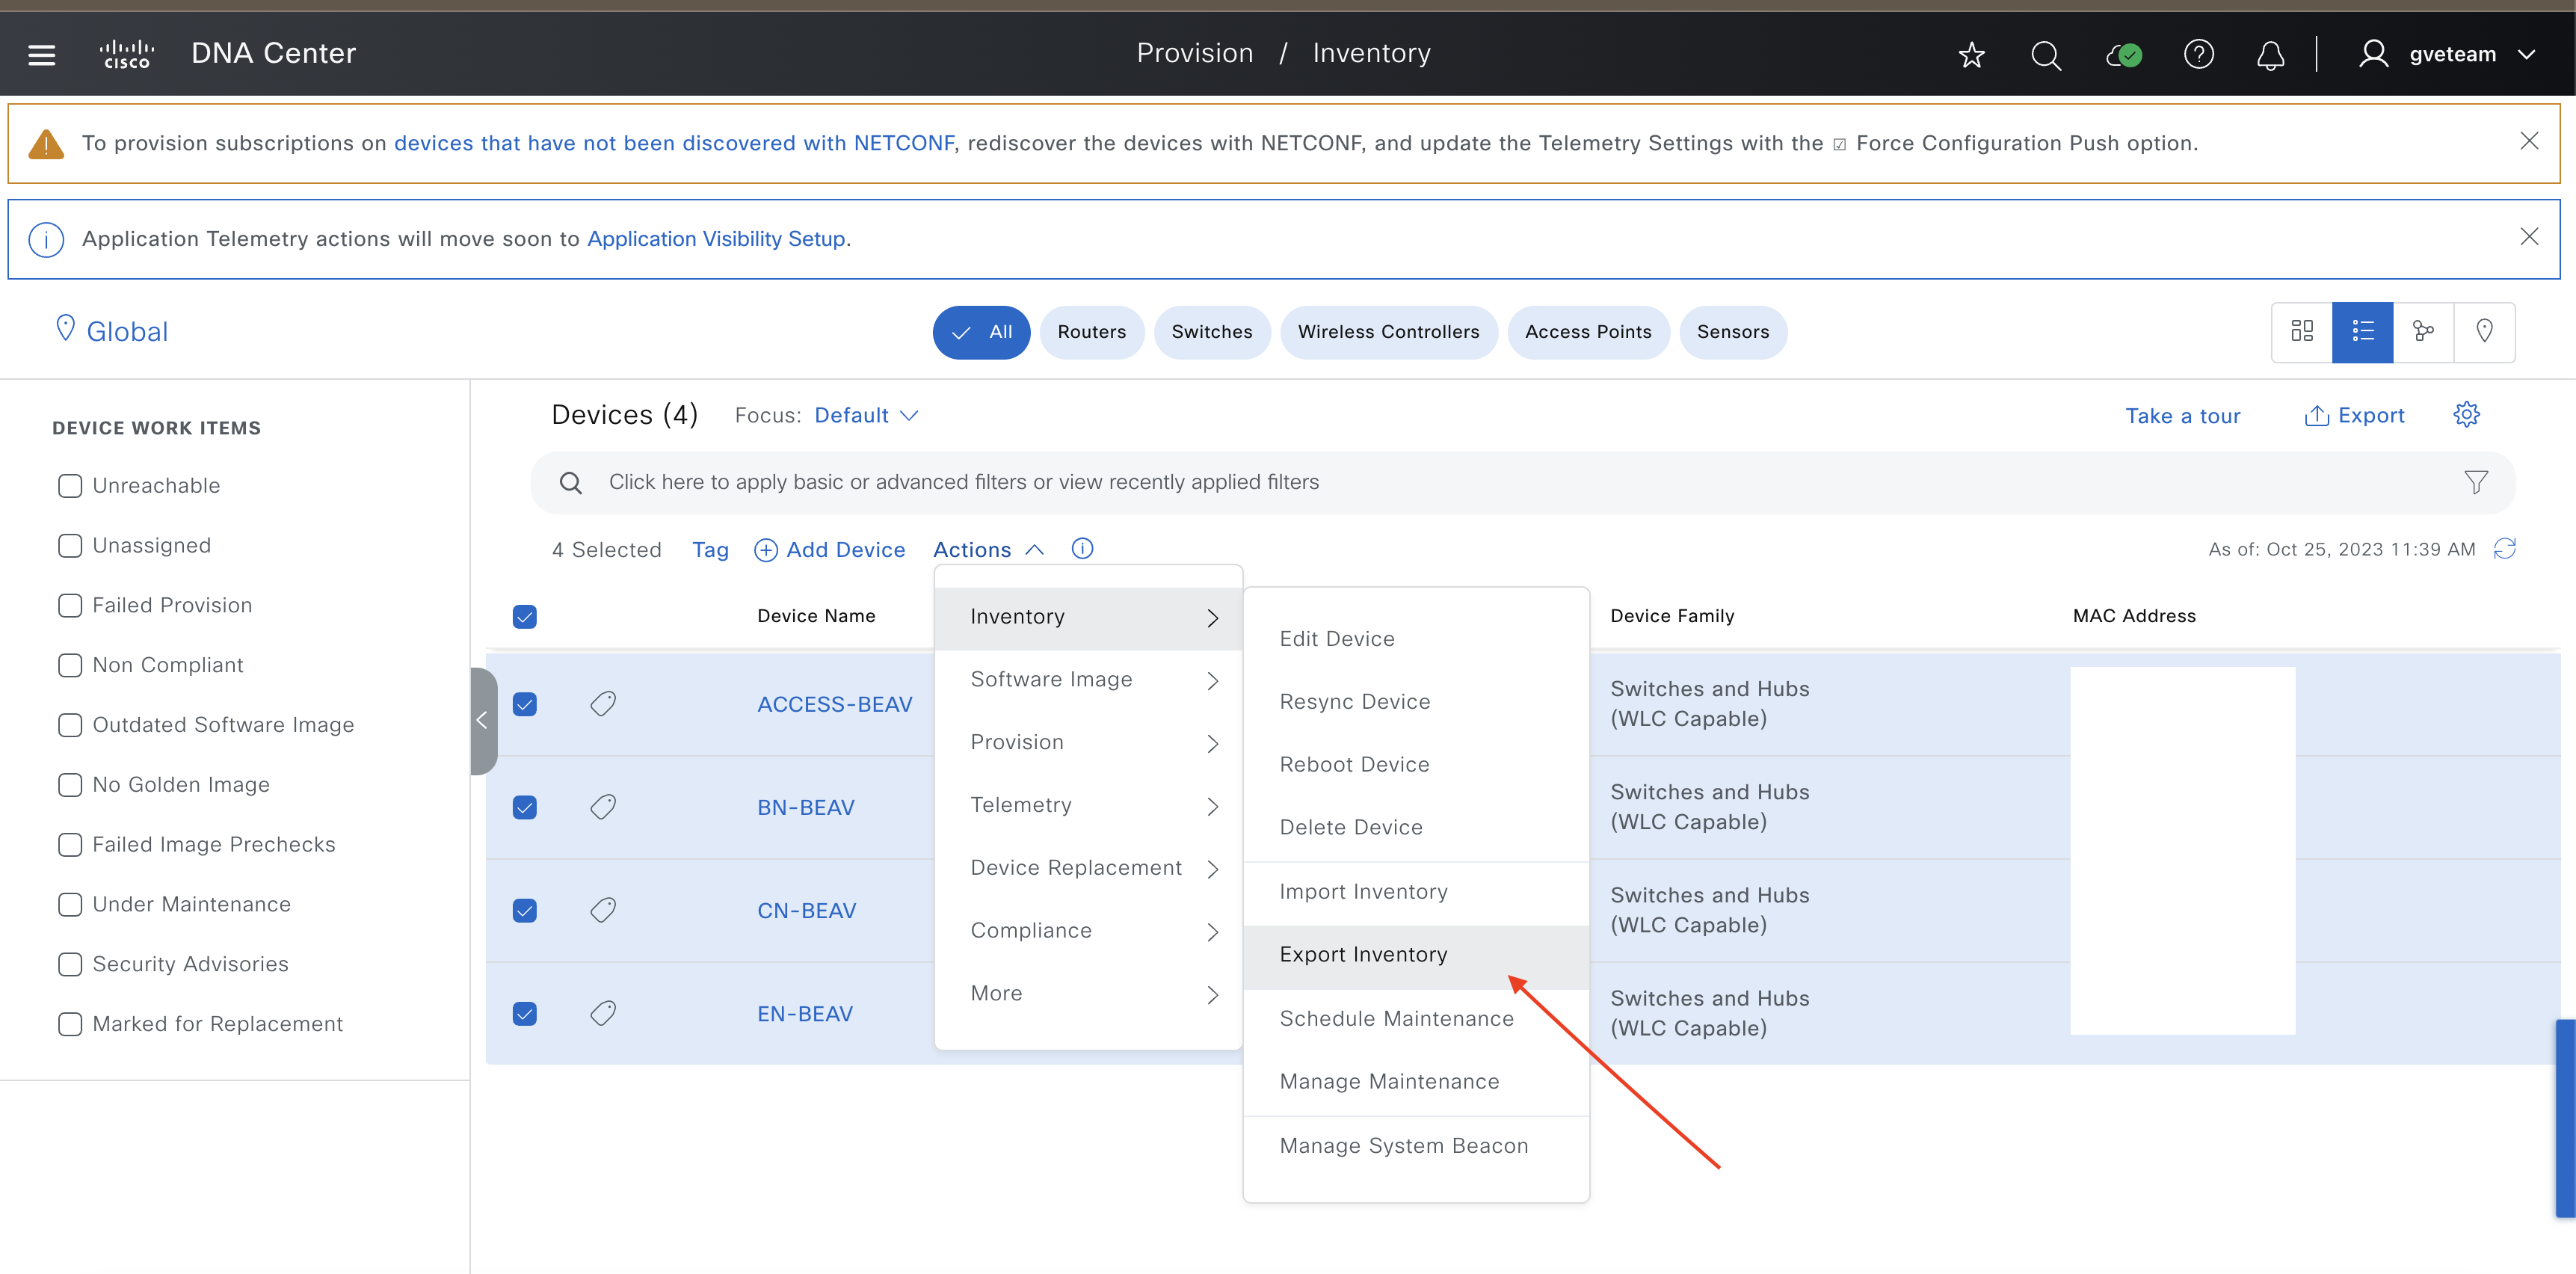 cisco DNA Center
Provision / Inventory
gveteam
To provision subscriptions on devices that have not been discovered with NETCONF, rediscover the devices with NETCONF, and update the Telemetry Settings with the ☑ Force Configuration Push option.
Application Telemetry actions will move soon to Application Visibility Setup.
Global
All
Routers
Switches
Wireless Controllers
Access Points
Sensors
DEVICE WORK ITEMS
Unreachable
Unassigned
Failed Provision
Non Compliant
Outdated Software Image
No Golden Image
Failed Image Prechecks
Under Maintenance
Security Advisories
Marked for Replacement
Devices (4)
Focus: Default
Take a tour
Export
Click here to apply basic or advanced filters or view recently applied filters
4 Selected
Tag
Add Device
Actions
As of: Oct 25, 2023 11:39 AM
Device Name
Device Family
MAC Address
ACCESS-BEAV
Switches and Hubs
(WLC Capable)
BN-BEAV
Switches and Hubs
(WLC Capable)
CN-BEAV
Switches and Hubs
(WLC Capable)
EN-BEAV
Switches and Hubs
(WLC Capable)
Inventory
Software Image
Provision
Telemetry
Device Replacement
Compliance
More
Edit Device
Resync Device
Reboot Device
Delete Device
Import Inventory
Export Inventory
Schedule Maintenance
Manage Maintenance
Manage System Beacon